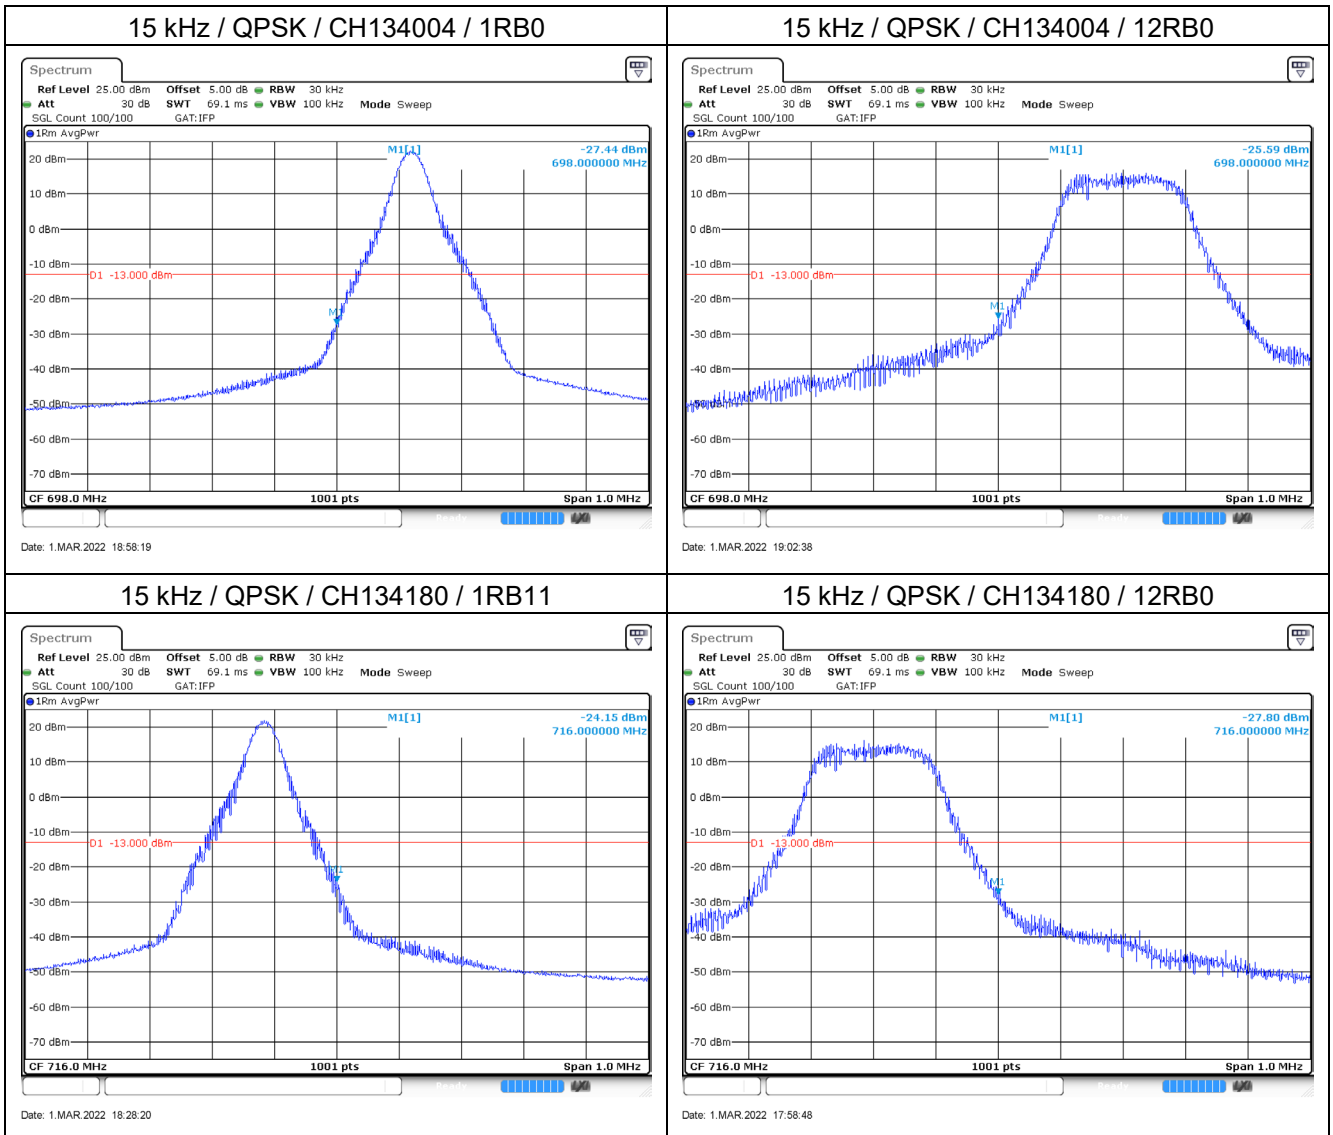 15 kHz / QPSK / CH134004 / 1RB0
Spectrum
Ref Level 25.00 dBm Offset 5.00 dB RBW 30 kHz
Att 30 dB SWT 69.1 ms VBW 100 kHz Mode Sweep
SGL Count 100/100 GAT:IFP
1Rm AvgPwr
M1[1] -27.44 dBm
698.000000 MHz
20 dBm
10 dBm
0 dBm
-10 dBm
D1 -13.000 dBm
-20 dBm
M1
-30 dBm
-40 dBm
-50 dBm
-60 dBm
-70 dBm
CF 698.0 MHz 1001 pts Span 1.0 MHz
Date: 1.MAR.2022 18:58:19
15 kHz / QPSK / CH134004 / 12RB0
Spectrum
Ref Level 25.00 dBm Offset 5.00 dB RBW 30 kHz
Att 30 dB SWT 69.1 ms VBW 100 kHz Mode Sweep
SGL Count 100/100 GAT:IFP
1Rm AvgPwr
M1[1] -25.59 dBm
698.000000 MHz
20 dBm
10 dBm
0 dBm
-10 dBm
D1 -13.000 dBm
-20 dBm
M1
-30 dBm
-40 dBm
-50 dBm
-60 dBm
-70 dBm
CF 698.0 MHz 1001 pts Span 1.0 MHz
Date: 1.MAR.2022 19:02:38
15 kHz / QPSK / CH134180 / 1RB11
Spectrum
Ref Level 25.00 dBm Offset 5.00 dB RBW 30 kHz
Att 30 dB SWT 69.1 ms VBW 100 kHz Mode Sweep
SGL Count 100/100 GAT:IFP
1Rm AvgPwr
M1[1] -24.15 dBm
716.000000 MHz
20 dBm
10 dBm
0 dBm
-10 dBm
D1 -13.000 dBm
-20 dBm
M1
-30 dBm
-40 dBm
-50 dBm
-60 dBm
-70 dBm
CF 716.0 MHz 1001 pts Span 1.0 MHz
Date: 1.MAR.2022 18:28:20
15 kHz / QPSK / CH134180 / 12RB0
Spectrum
Ref Level 25.00 dBm Offset 5.00 dB RBW 30 kHz
Att 30 dB SWT 69.1 ms VBW 100 kHz Mode Sweep
SGL Count 100/100 GAT:IFP
1Rm AvgPwr
M1[1] -27.80 dBm
716.000000 MHz
20 dBm
10 dBm
0 dBm
-10 dBm
D1 -13.000 dBm
-20 dBm
M1
-30 dBm
-40 dBm
-50 dBm
-60 dBm
-70 dBm
CF 716.0 MHz 1001 pts Span 1.0 MHz
Date: 1.MAR.2022 17:58:48